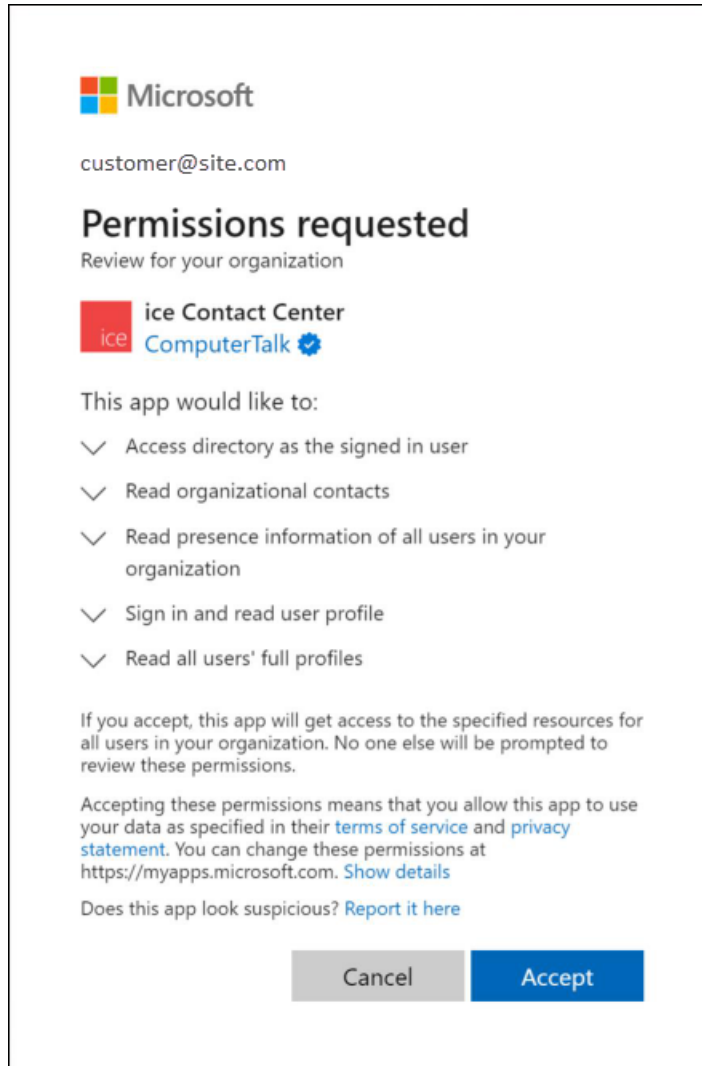 Microsoft
customer@site.com
Permissions requested
Review for your organization
ice
ice Contact Center
ComputerTalk
This app would like to:
Access directory as the signed in user
Read organizational contacts
Read presence information of all users in your
organization
Sign in and read user profile
Read all users' full profiles
If you accept, this app will get access to the specified resources for
all users in your organization. No one else will be prompted to
review these permissions.
Accepting these permissions means that you allow this app to use
your data as specified in their terms of service and privacy
statement. You can change these permissions at
https://myapps.microsoft.com. Show details
Does this app look suspicious? Report it here
Cancel
Accept